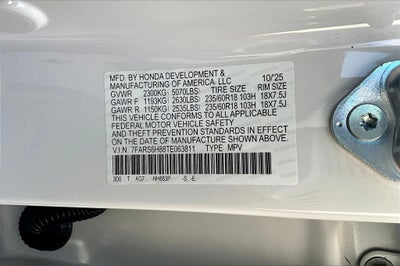 MFD. BY HONDA DEVELOPMENT & 10/'25
MANUFACTURING OF AMERICA, LLC
GVWR 2300KG( 5070LBS) TIRE SIZE RIM SIZE
GAWR F 1193KG( 2630LBS) 235/60R18 103H 18X7.5J
GAWR R 1150KG( 2535LBS) 235/60R18 103H 18X7.5J
THIS VEHICLE CONFORMS TO ALL APPLICABLE
FEDERAL MOTOR VEHICLE SAFETY
AND THEFT PREVENTION STANDARDS IN EFFECT ON
THE DATE OF MANUFACTURE SHOWN ABOVE.
V.I.N. 7FARS6H88TE063811 TYPE MPV
3D0 T AG7 -NH883P -S -E